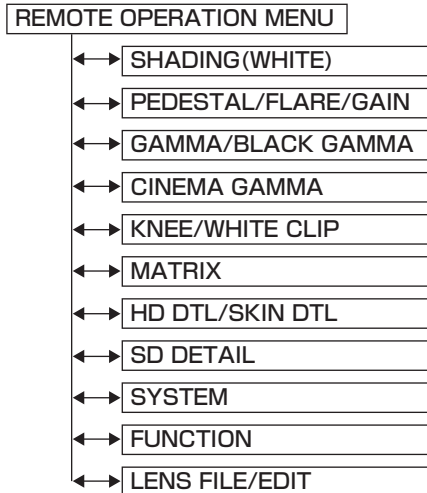 REMOTE OPERATION MENU
SHADING(WHITE)
PEDESTAL/FLARE/GAIN
GAMMA/BLACK GAMMA
CINEMA GAMMA
KNEE/WHITE CLIP
MATRIX
HD DTL/SKIN DTL
SD DETAIL
SYSTEM
FUNCTION
LENS FILE/EDIT